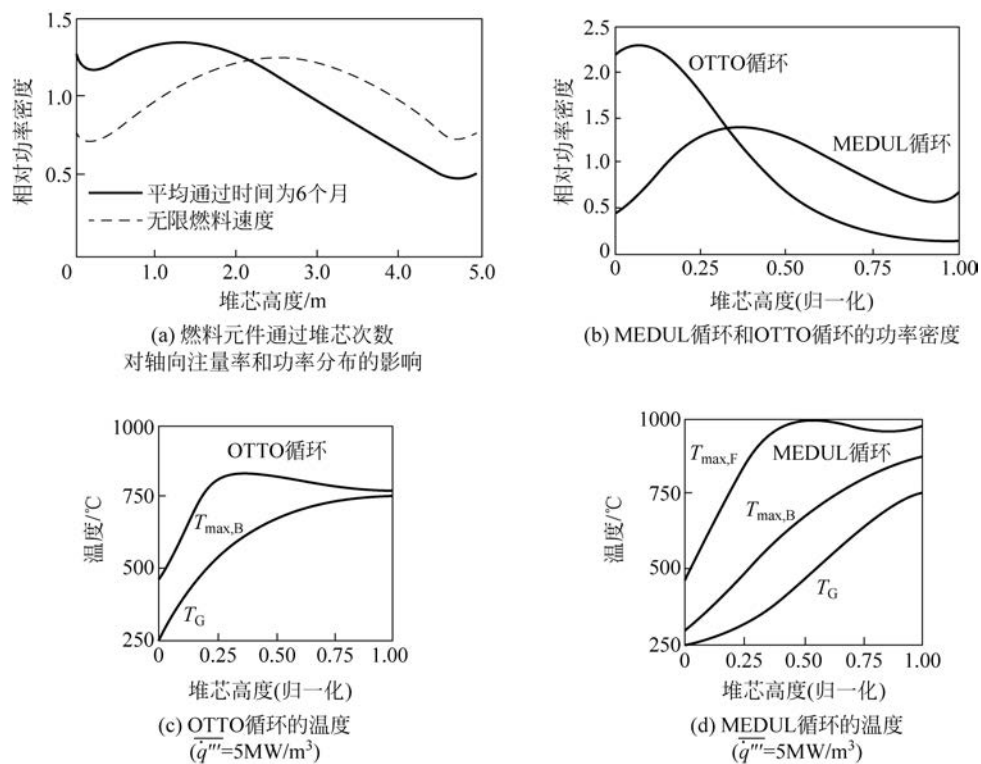 1.5
1.0
0.5
0
1.0
2.0
3.0
4.0
5.0
相对功率密度
平均通过时间为6个月
无限燃料速度
堆芯高度/m
(a) 燃料元件通过堆芯次数
对轴向注量率和功率分布的影响
2.5
2.0
1.5
1.0
0.5
0
0
0.25
0.50
0.75
1.00
相对功率密度
OTTO循环
MEDUL循环
堆芯高度(归一化)
(b) MEDUL循环和OTTO循环的功率密度
1000
750
500
250
0
0.25
0.50
0.75
1.00
温度/℃
OTTO循环
T_max,B
T_G
堆芯高度(归一化)
(c) OTTO循环的温度
(q̇‴=5MW/m³)
1000
750
500
250
0
0.25
0.50
0.75
1.00
温度/℃
T_max,F
MEDUL循环
T_max,B
T_G
堆芯高度(归一化)
(d) MEDUL循环的温度
(q̇‴=5MW/m³)